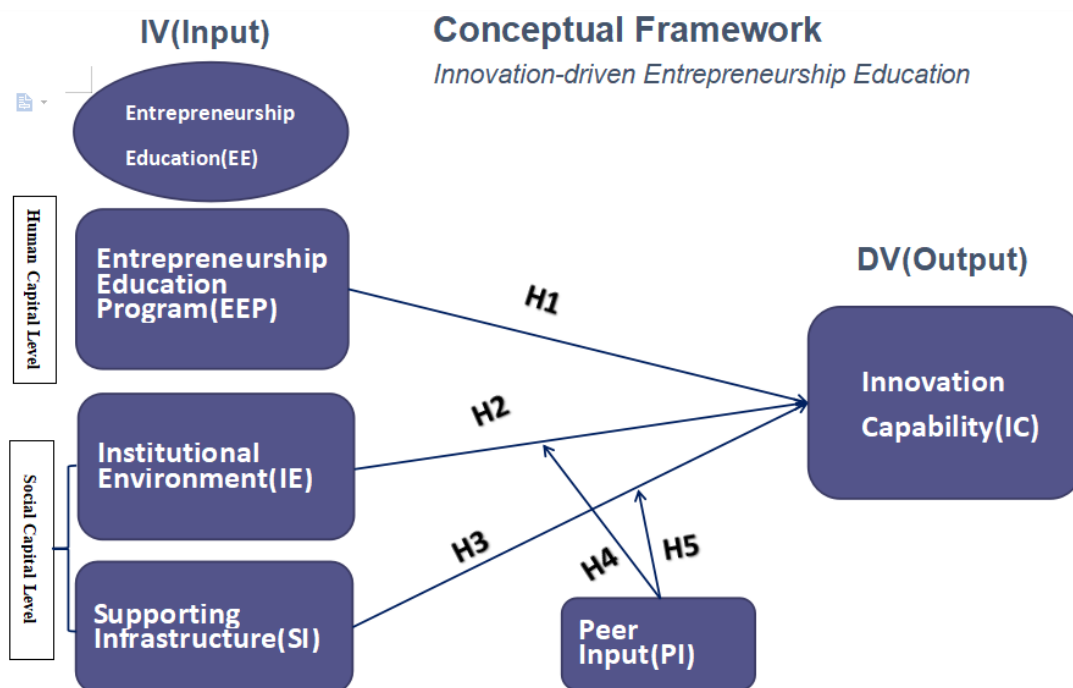 IV(Input)
Conceptual Framework
Innovation-driven Entrepreneurship Education
Entrepreneurship
Education(EE)
Human Capital Level
Entrepreneurship
Education
Program(EEP)
H1
DV(Output)
Innovation
Capability(IC)
Social Capital Level
Institutional
Environment(IE)
H2
Supporting
Infrastructure(SI)
H3
H4
H5
Peer
Input(PI)